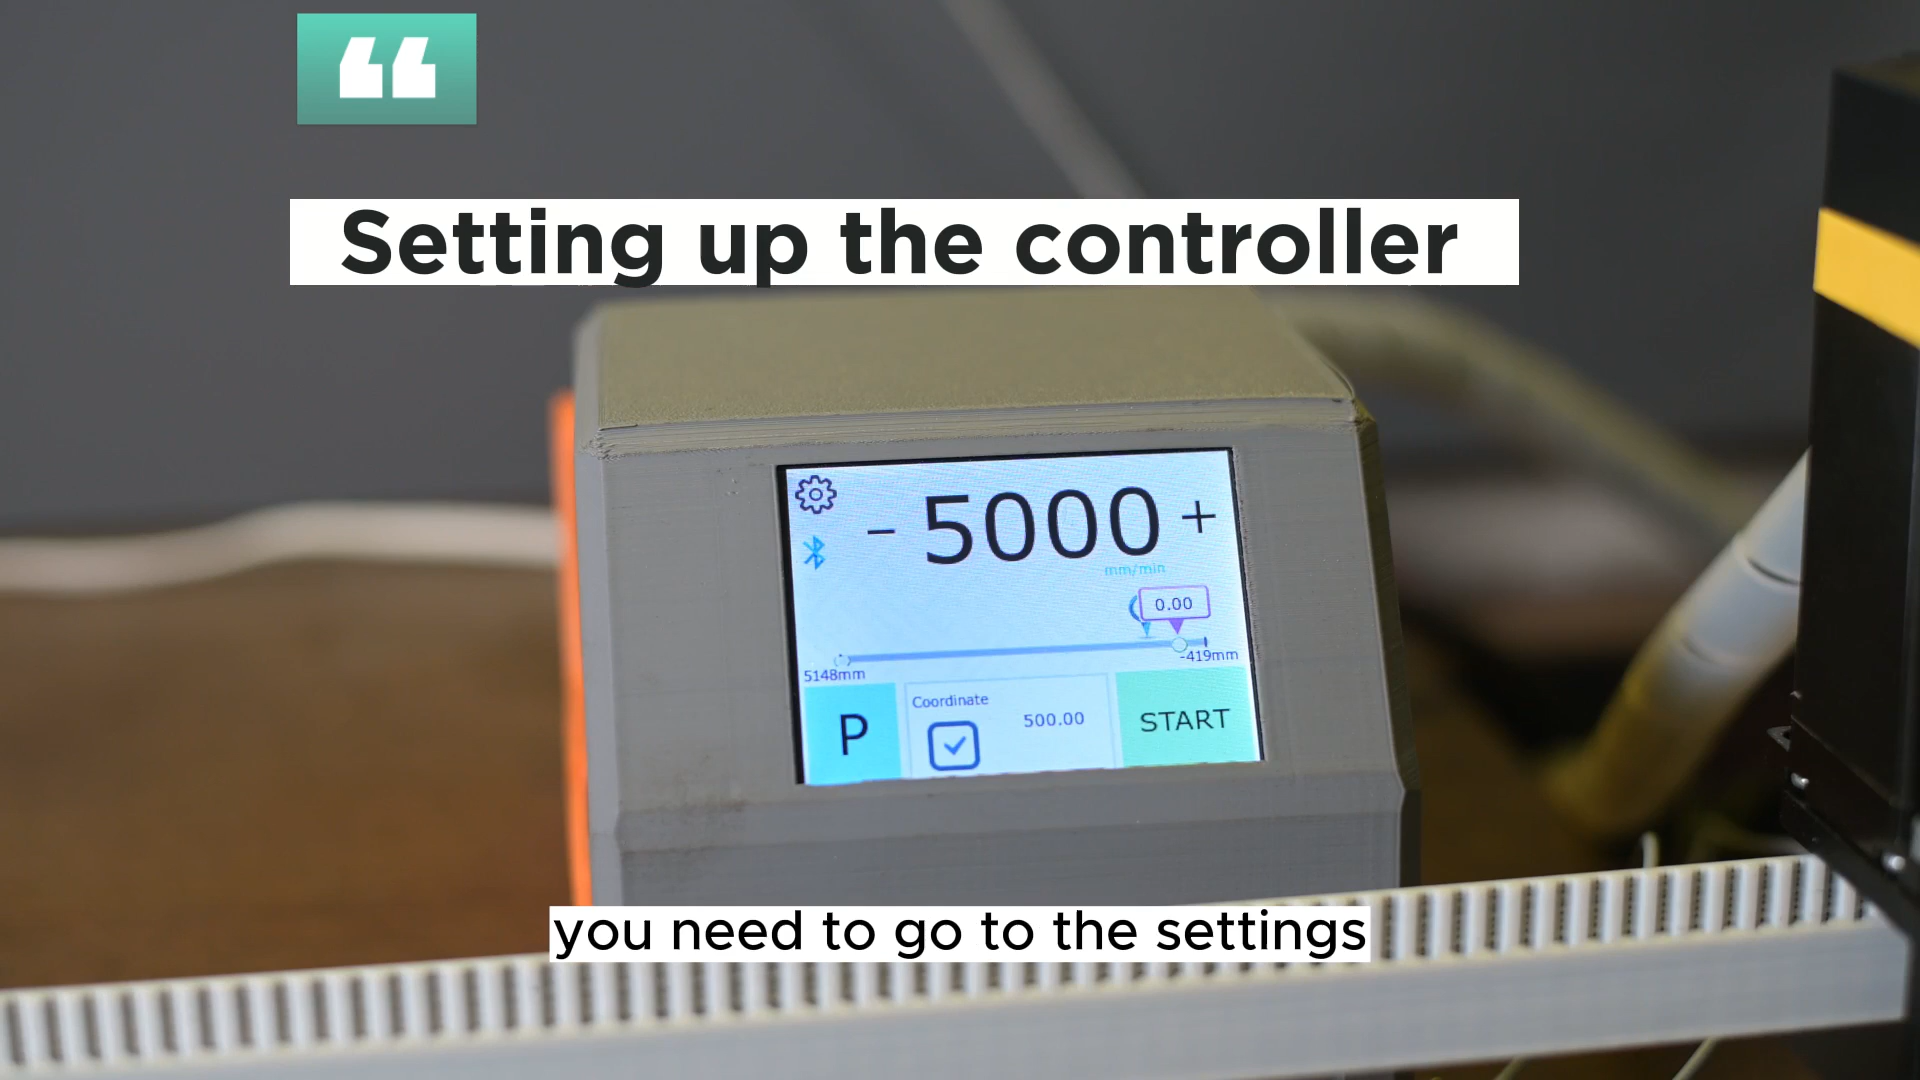 “
Setting up the controller
- 5000 +
mm/min
0.00
5148mm
-419mm
P
Coordinate
500.00
START
you need to go to the settings